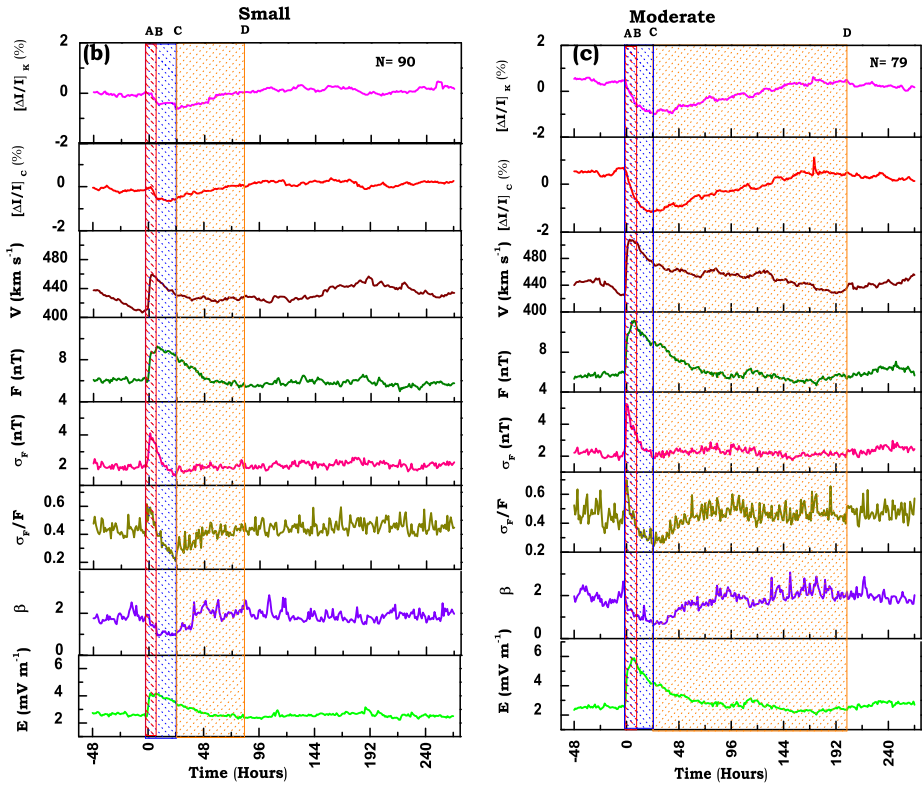 Small
A B C D
(b)
N= 90
[ΔI/I]K (%)
2
0
-2
[ΔI/I]C (%)
0
-2
V (km s-1)
480
440
400
F (nT)
8
4
σF (nT)
4
2
σF/F
0.6
0.4
0.2
β
2
0
E (mV m-1)
6
4
2
-48 0 48 96 144 192 240
Time (Hours)
Moderate
A B C D
(c)
N= 79
[ΔI/I]K (%)
2
0
-2
[ΔI/I]C (%)
0
-2
V (km s-1)
480
440
400
F (nT)
8
4
σF (nT)
4
2
σF/F
0.6
0.4
0.2
β
2
0
E (mV m-1)
6
4
2
-48 0 48 96 144 192 240
Time (Hours)